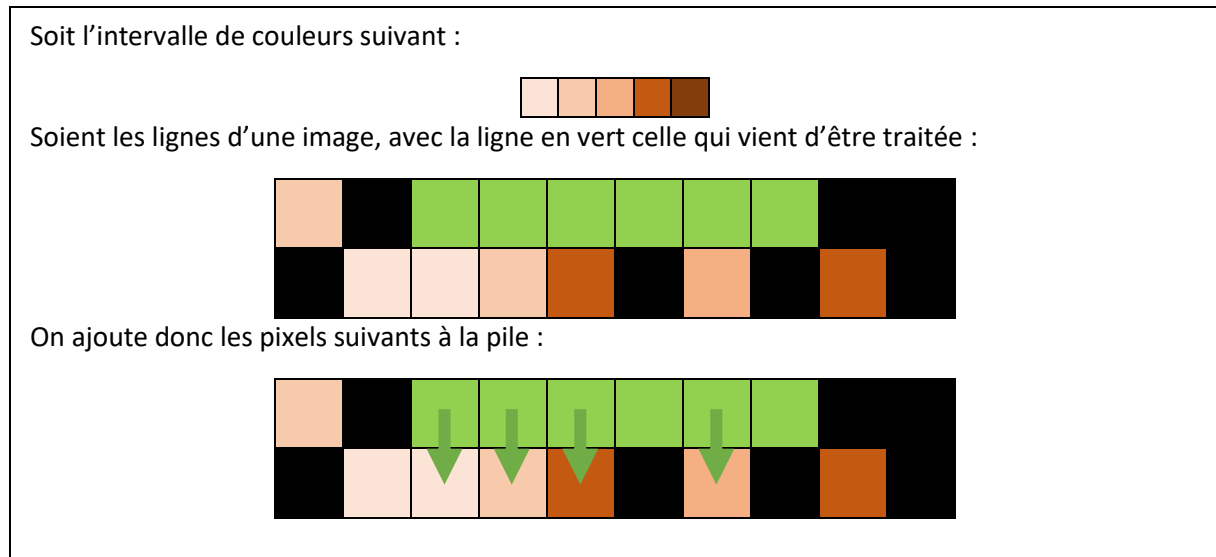 Soit l’intervalle de couleurs suivant :
Soient les lignes d’une image, avec la ligne en vert celle qui vient d’être traitée :
On ajoute donc les pixels suivants à la pile :